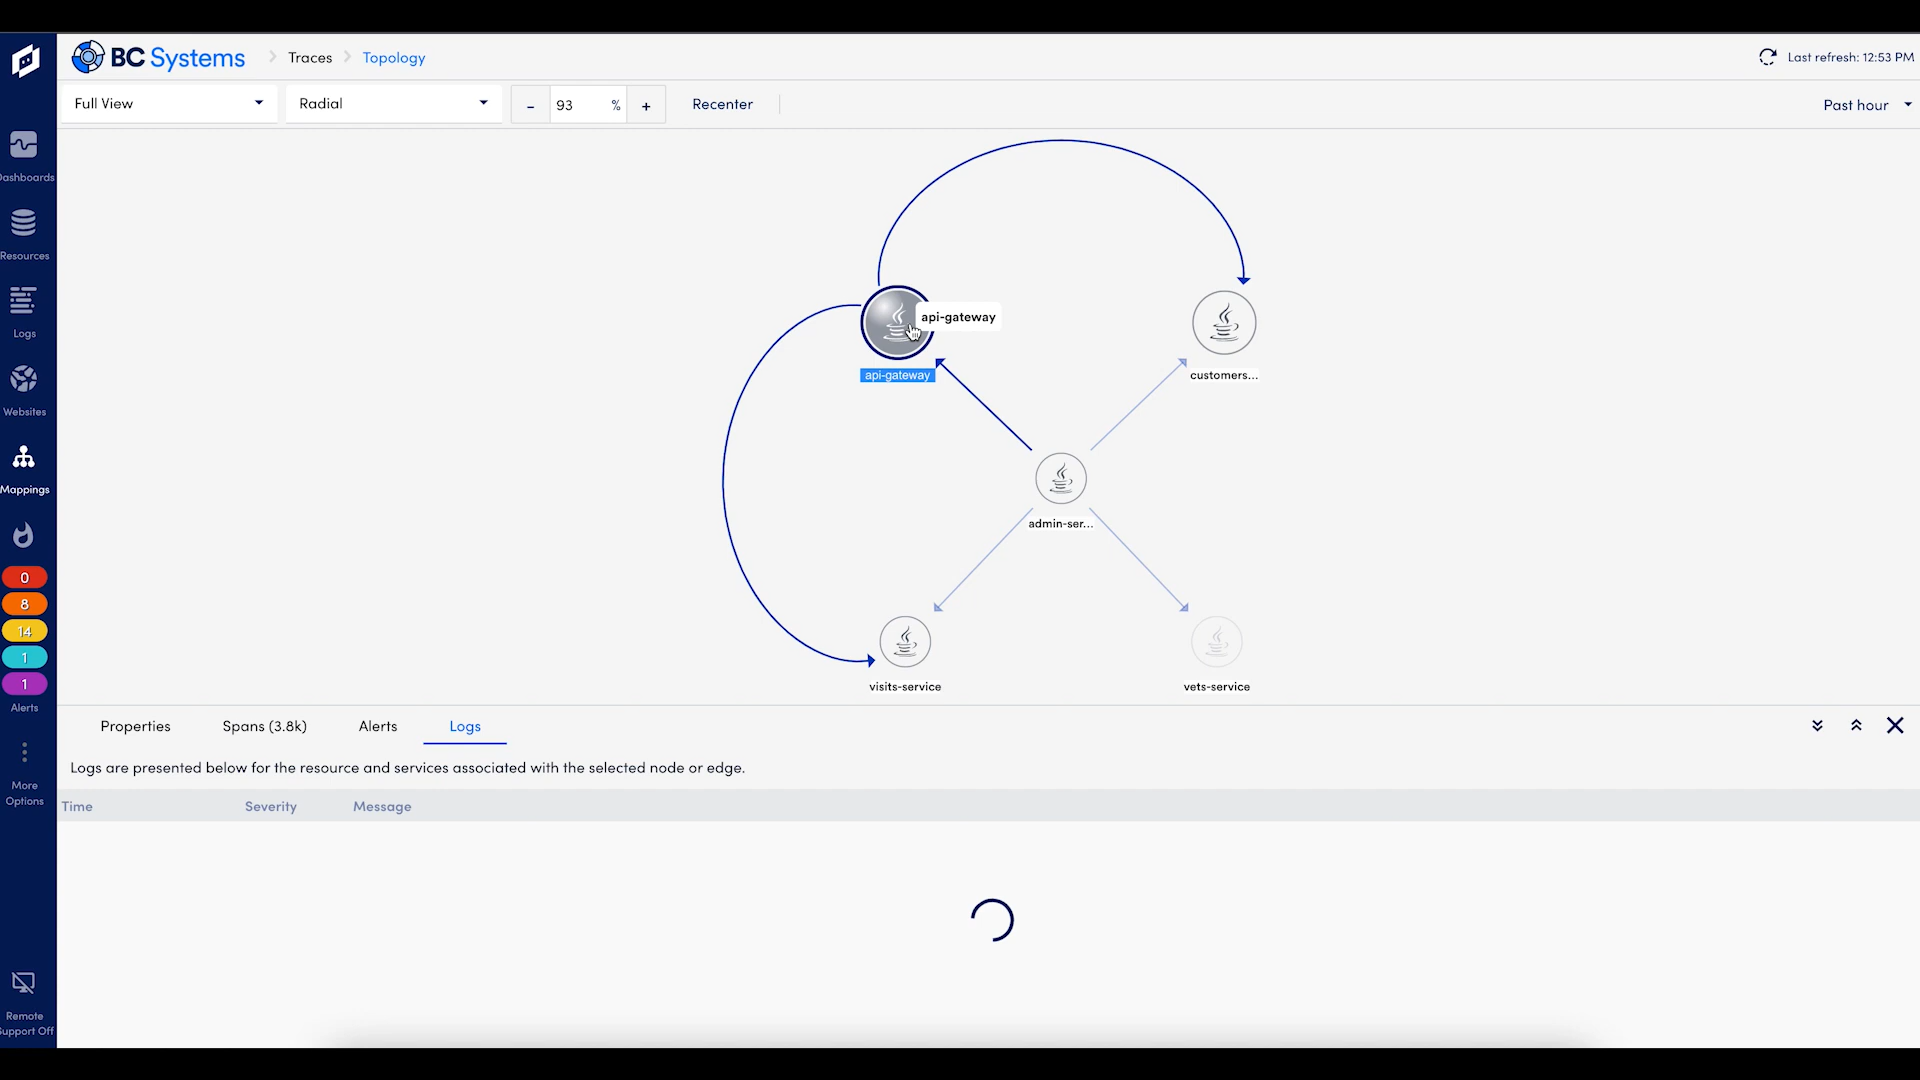 BC Systems
Traces
Topology
Last refresh: 12:53 PM
Full View
Radial
- 93 % +
Recenter
Past hour
Dashboards
Resources
Logs
Websites
Mappings
0
8
14
1
1
Alerts
More
Options
Remote
Support Off
api-gateway
api-gateway
customers...
admin-ser...
visits-service
vets-service
Properties
Spans (3.8k)
Alerts
Logs
Logs are presented below for the resource and services associated with the selected node or edge.
Time
Severity
Message